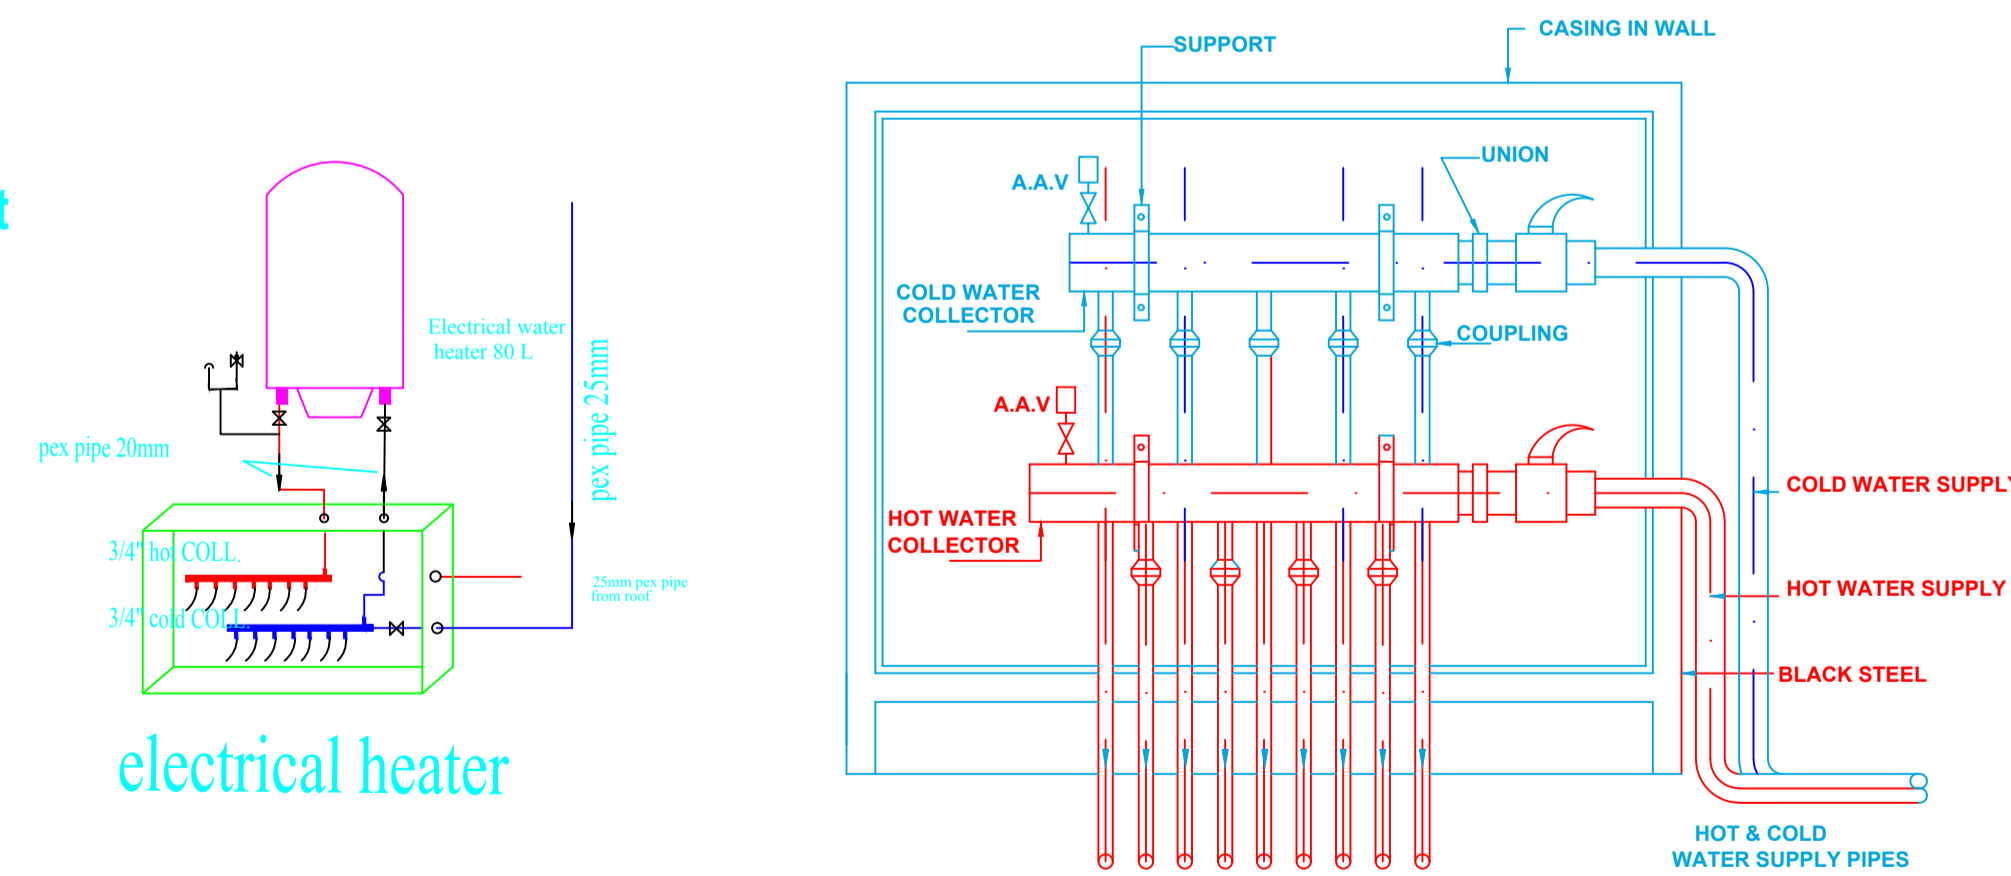 t
Electrical water
heater 80 L
pex pipe 25mm
pex pipe 20mm
3/4" hot COLL.
3/4" cold COLL.
25mm pex pipe
from roof
electrical heater
SUPPORT
CASING IN WALL
A.A.V
UNION
COLD WATER
COLLECTOR
COUPLING
A.A.V
HOT WATER
COLLECTOR
COLD WATER SUPPLY
HOT WATER SUPPLY
BLACK STEEL
HOT & COLD
WATER SUPPLY PIPES